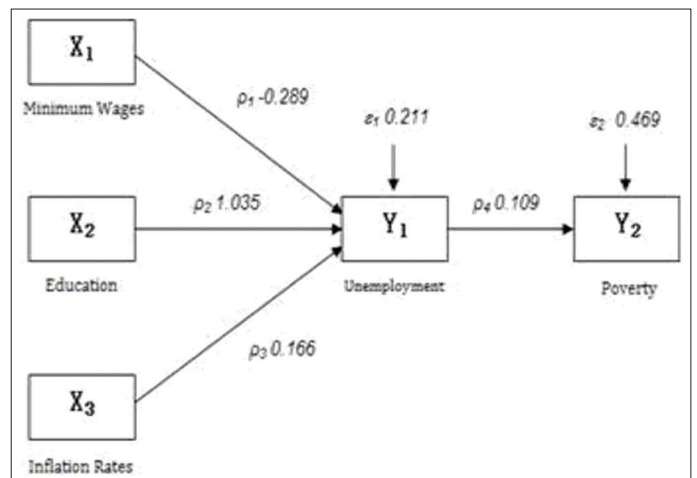 X1
Minimum Wages
ρ1 -0.289
ε1 0.211
ε2 0.469
X2
Education
ρ2 1.035
Y1
Unemployment
ρ4 0.109
Y2
Poverty
ρ3 0.166
X3
Inflation Rates